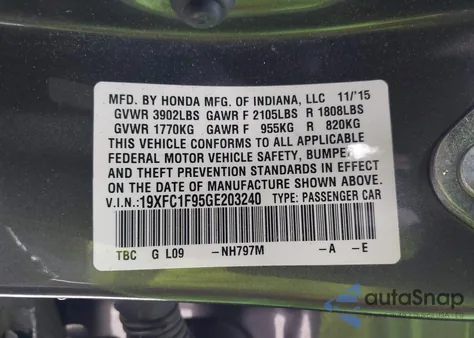 MFD. BY HONDA MFG. OF INDIANA, LLC 11/'15
GVWR 3902LBS GAWR F 2105LBS R 1808LBS
GVWR 1770KG GAWR F 955KG R 820KG
THIS VEHICLE CONFORMS TO ALL APPLICABLE
FEDERAL MOTOR VEHICLE SAFETY, BUMPER
AND THEFT PREVENTION STANDARDS IN EFFECT
ON THE DATE OF MANUFACTURE SHOWN ABOVE.
V.I.N.:19XFC1F95GE203240 TYPE: PASSENGER CAR
TBC G L09 -NH797M -A -E
autoSnap